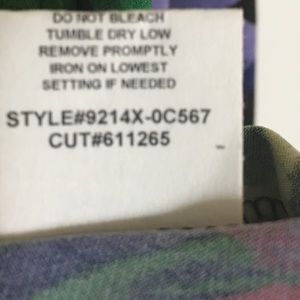 DO NOT BLEACH
TUMBLE DRY LOW
REMOVE PROMPTLY
IRON ON LOWEST
SETTING IF NEEDED
STYLE#9214X-0C567
CUT#611265